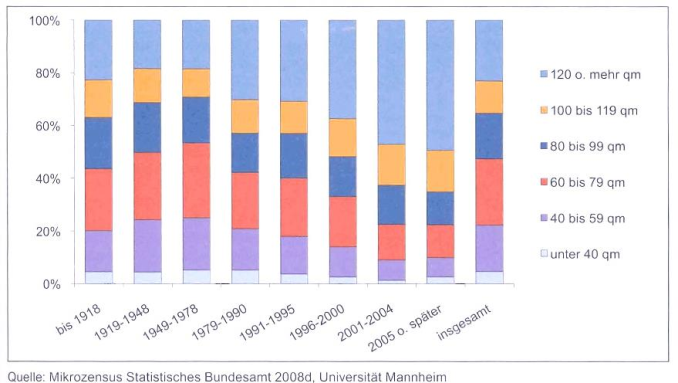 100%
80%
60%
40%
20%
0%
bis 1918
1919-1948
1949-1978
1979-1990
1991-1995
1996-2000
2001-2004
2005 o. später
insgesamt
120 o. mehr qm
100 bis 119 qm
80 bis 99 qm
60 bis 79 qm
40 bis 59 qm
unter 40 qm
Quelle: Mikrozensus Statistisches Bundesamt 2008d, Universität Mannheim